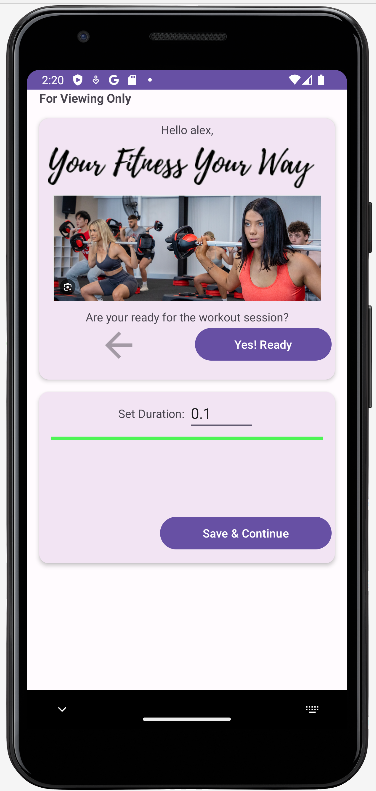 2:20
For Viewing Only
Hello alex,
Your Fitness Your Way
Are your ready for the workout session?
Yes! Ready
Set Duration: 0.1
Save & Continue